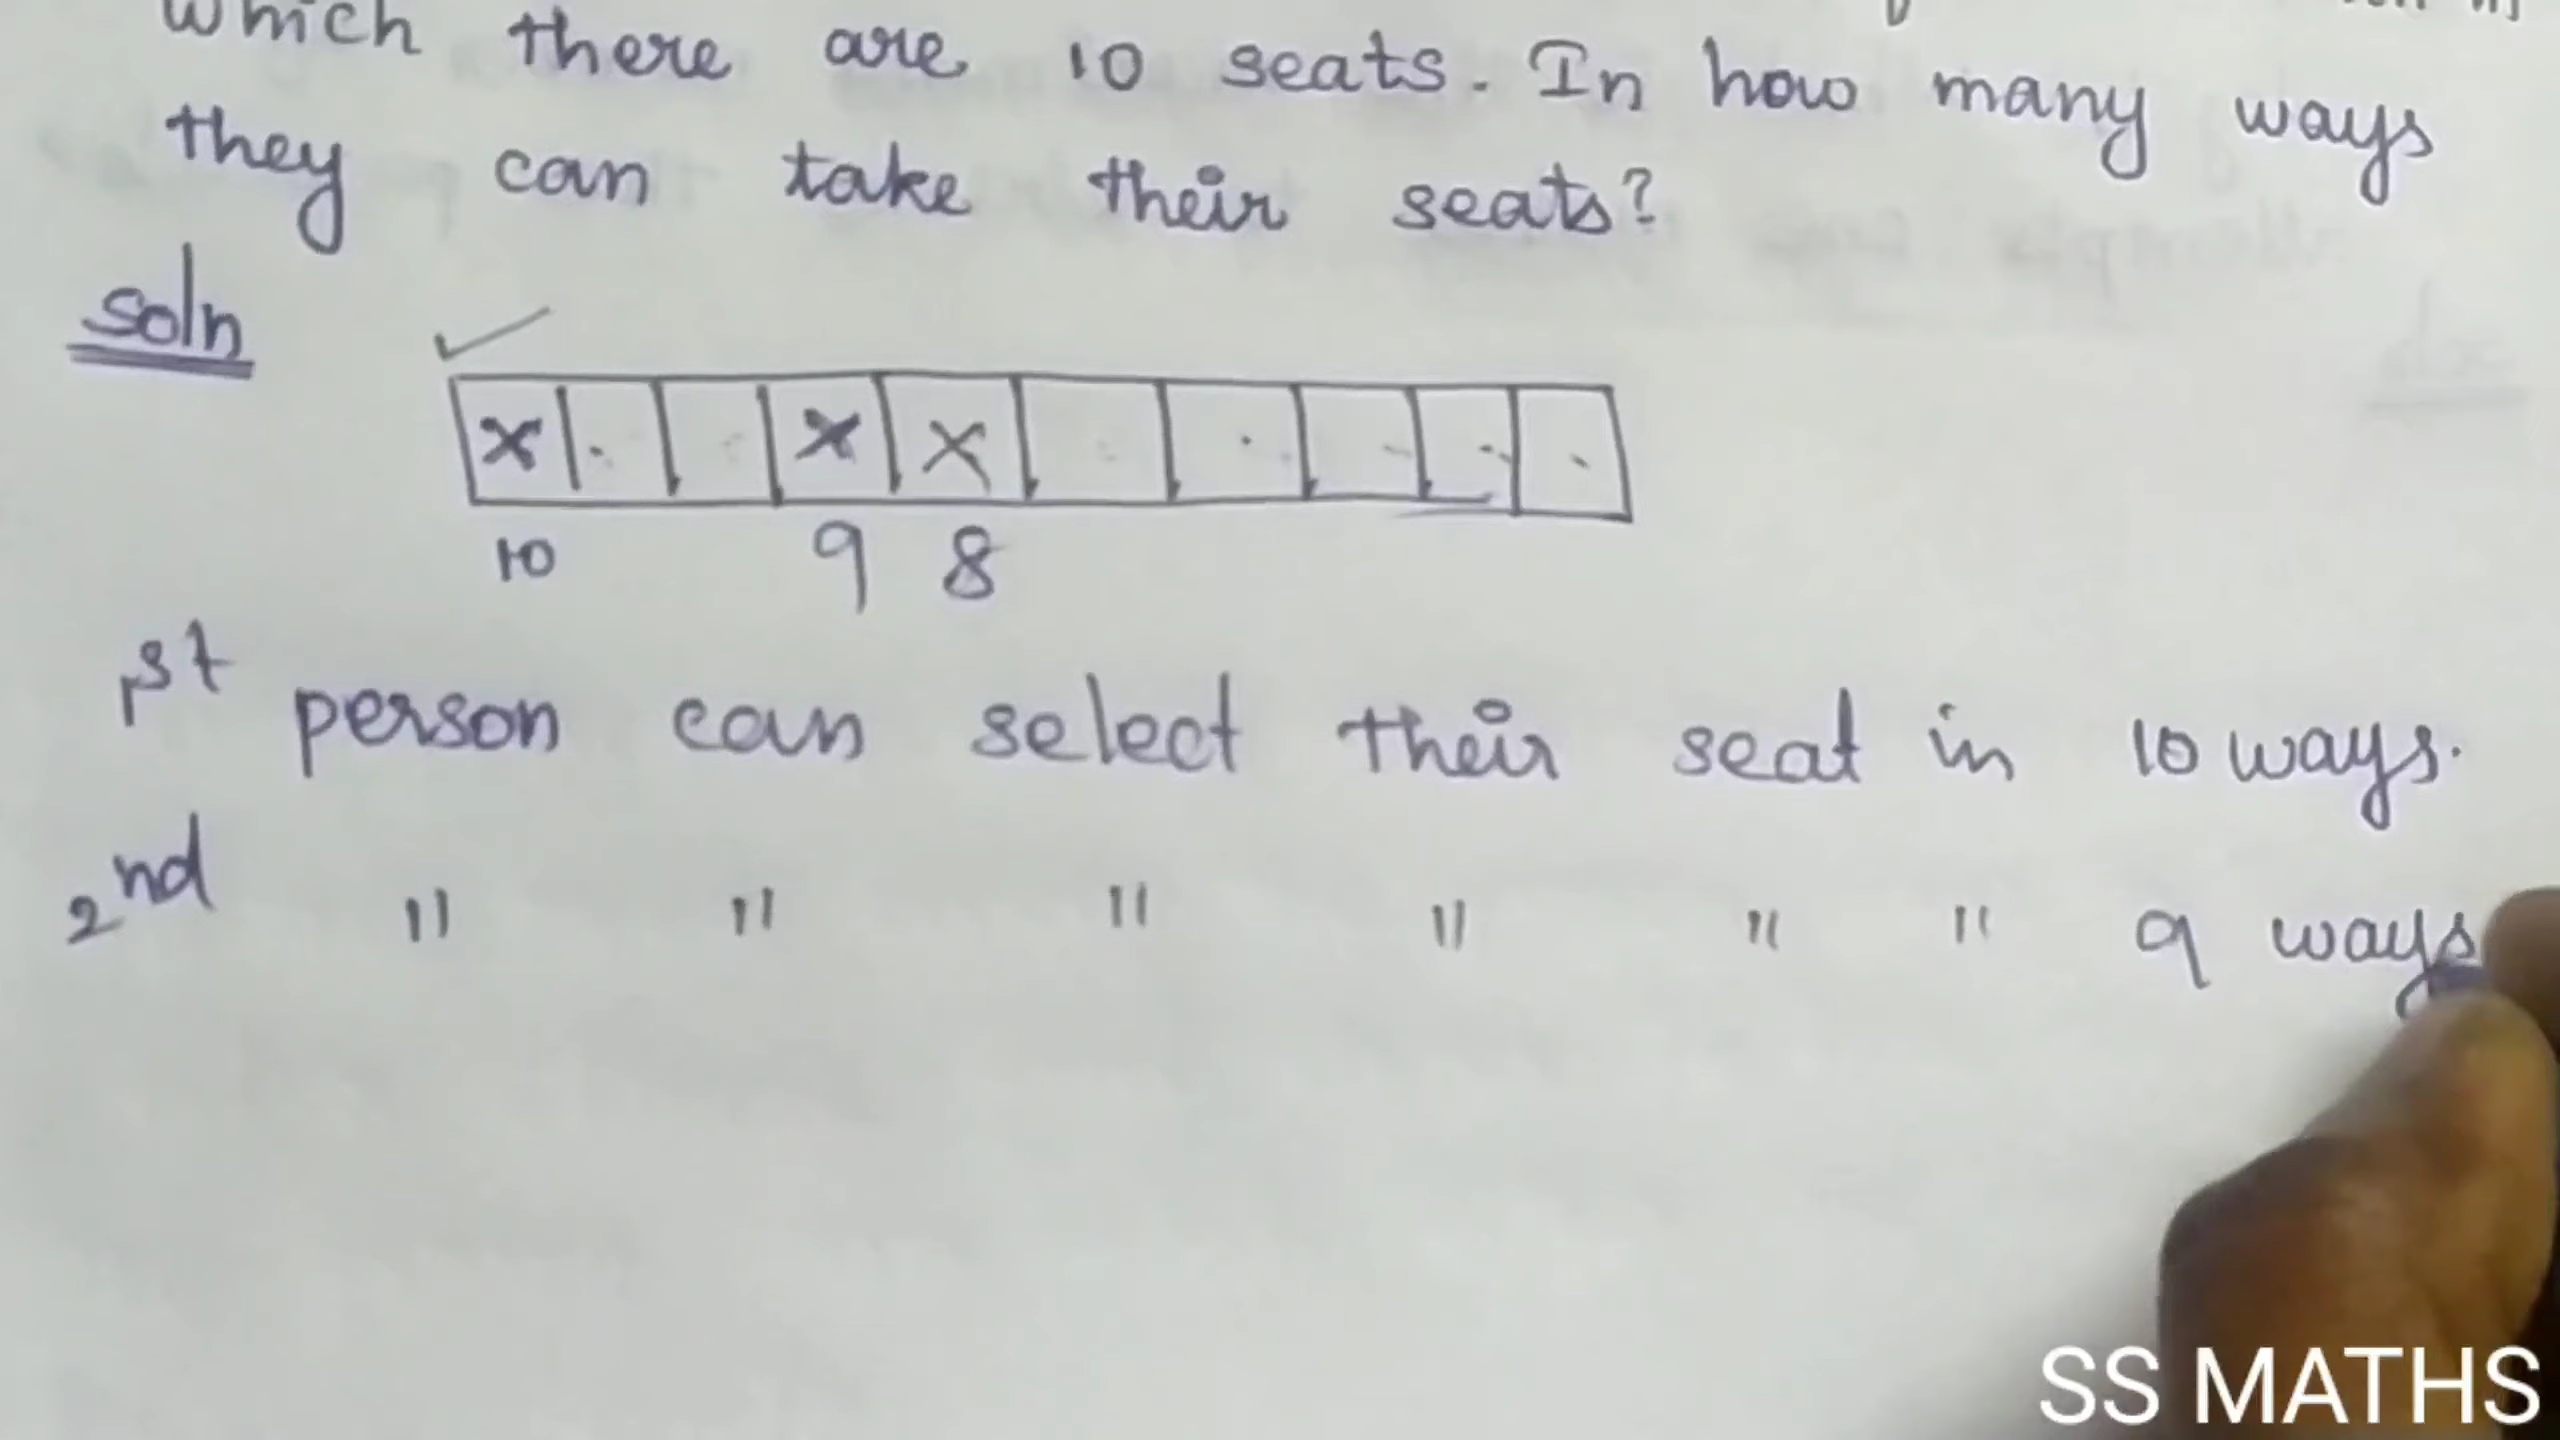 which there are 10 seats. In how many ways
they can take their seats?
Soln
x x x
10 9 8
1st person can select their seat in 10 ways.
2nd " " " " " " 9 ways
SS MATHS